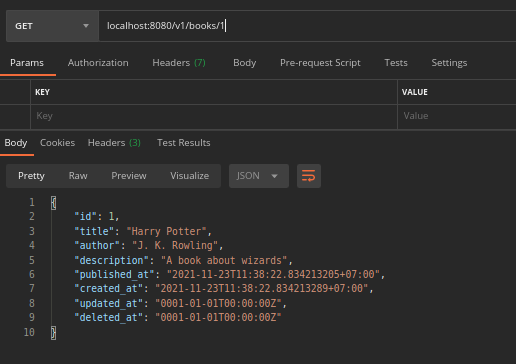 GET localhost:8080/v1/books/1
Params Authorization Headers (7) Body Pre-request Script Tests Settings
KEY VALUE
Key Value
Body Cookies Headers (3) Test Results
Pretty Raw Preview Visualize JSON
1 {
2 "id": 1,
3 "title": "Harry Potter",
4 "author": "J. K. Rowling",
5 "description": "A book about wizards",
6 "published_at": "2021-11-23T11:38:22.834213205+07:00",
7 "created_at": "2021-11-23T11:38:22.834213289+07:00",
8 "updated_at": "0001-01-01T00:00:00Z",
9 "deleted_at": "0001-01-01T00:00:00Z"
10 }